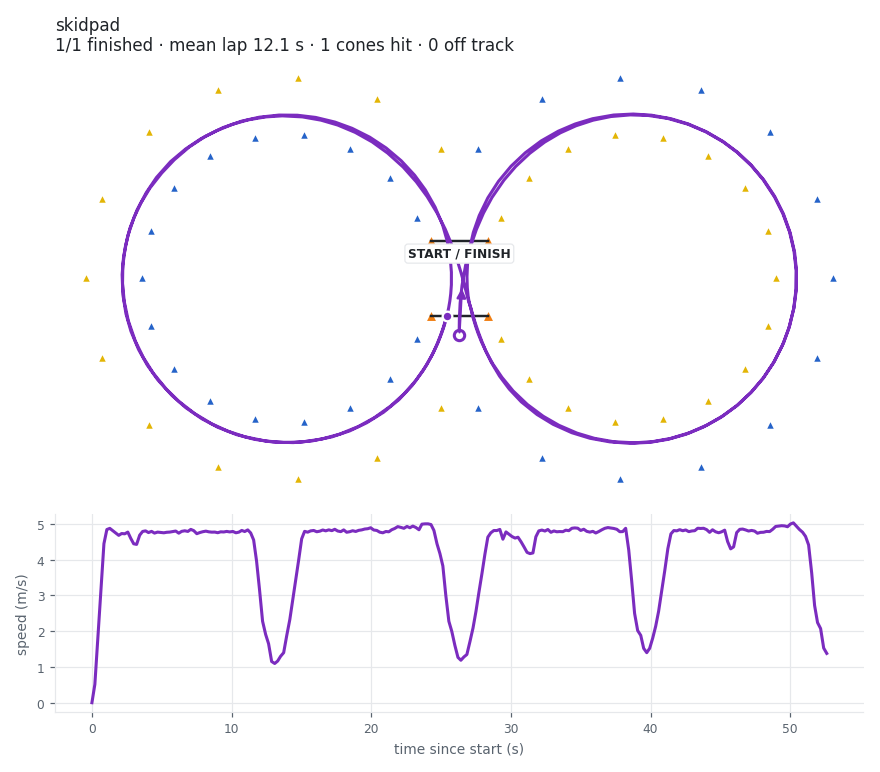 skidpad
1/1 finished · mean lap 12.1 s · 1 cones hit · 0 off track
START / FINISH
5
4
3
2
1
0
speed (m/s)
0 10 20 30 40 50
time since start (s)